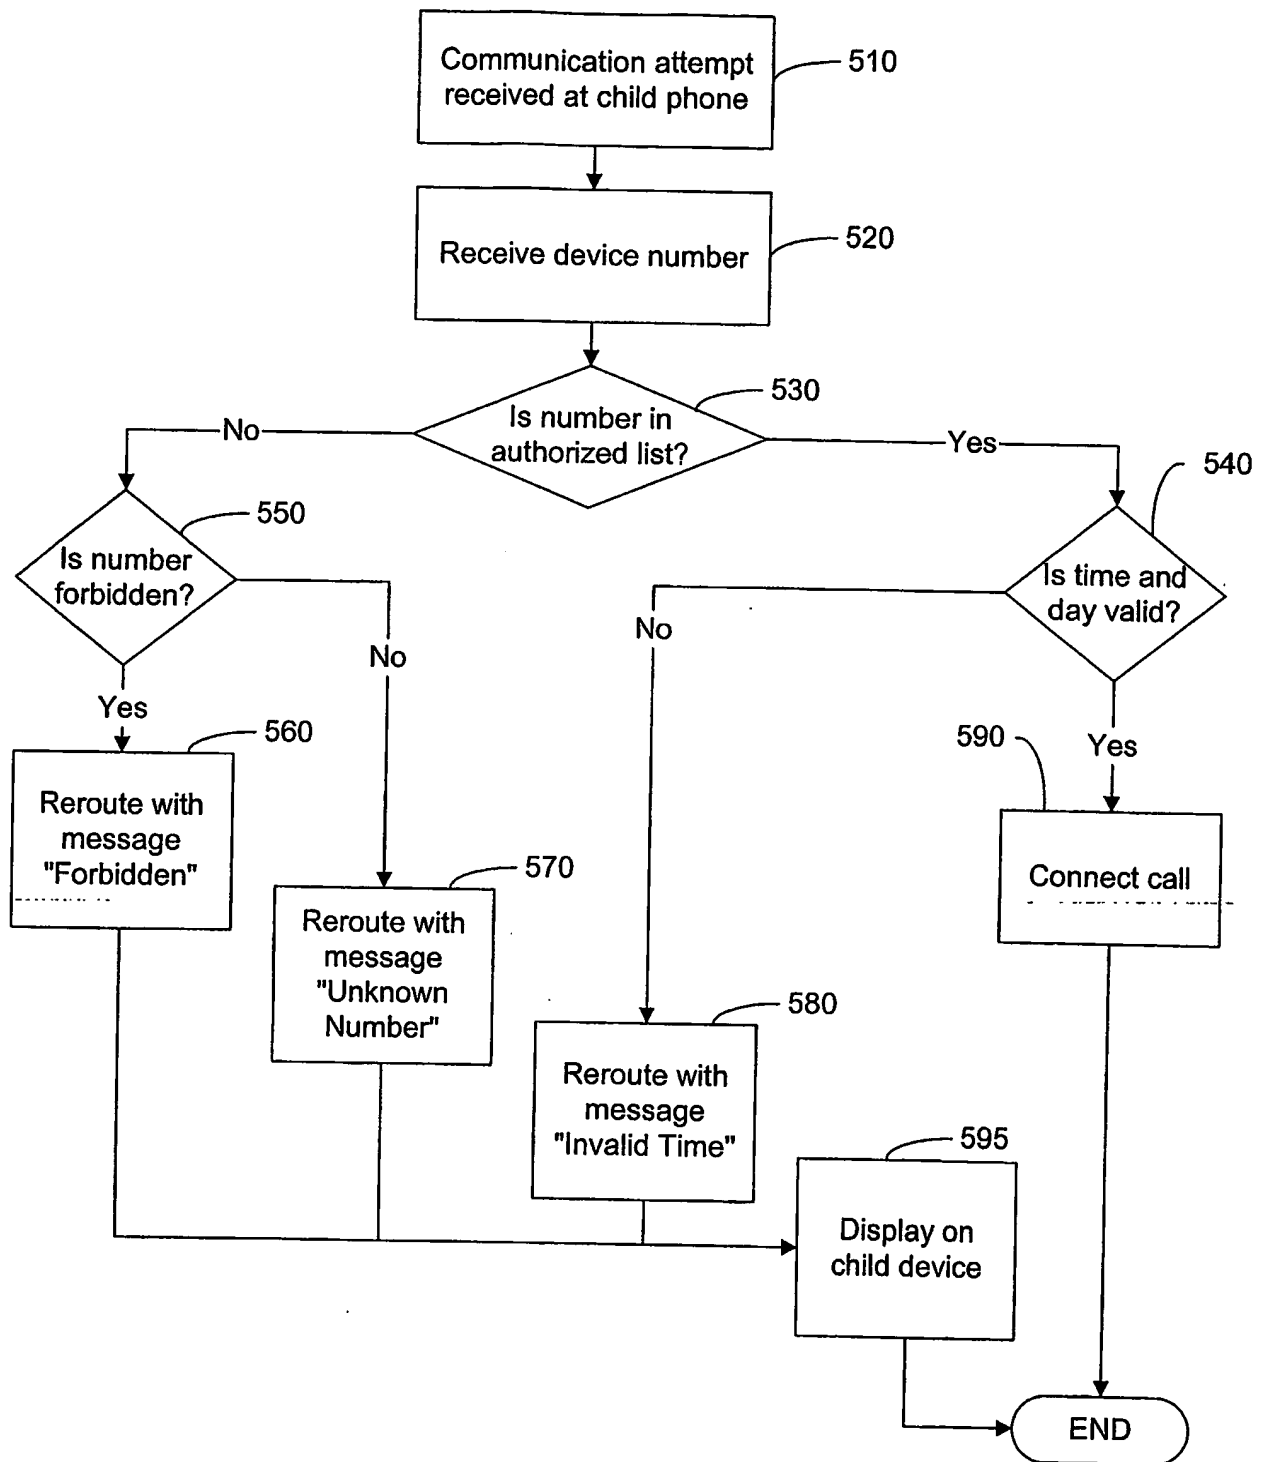 Communication attempt
received at child phone
510
Receive device number
520
Is number in
authorized list?
530
No
Yes
540
550
Is number
forbidden?
Is time and
day valid?
No
No
Yes
560
590
Yes
Reroute with
message
"Forbidden"
570
Connect call
Reroute with
message
"Unknown
Number"
580
Reroute with
message
"Invalid Time"
595
Display on
child device
END